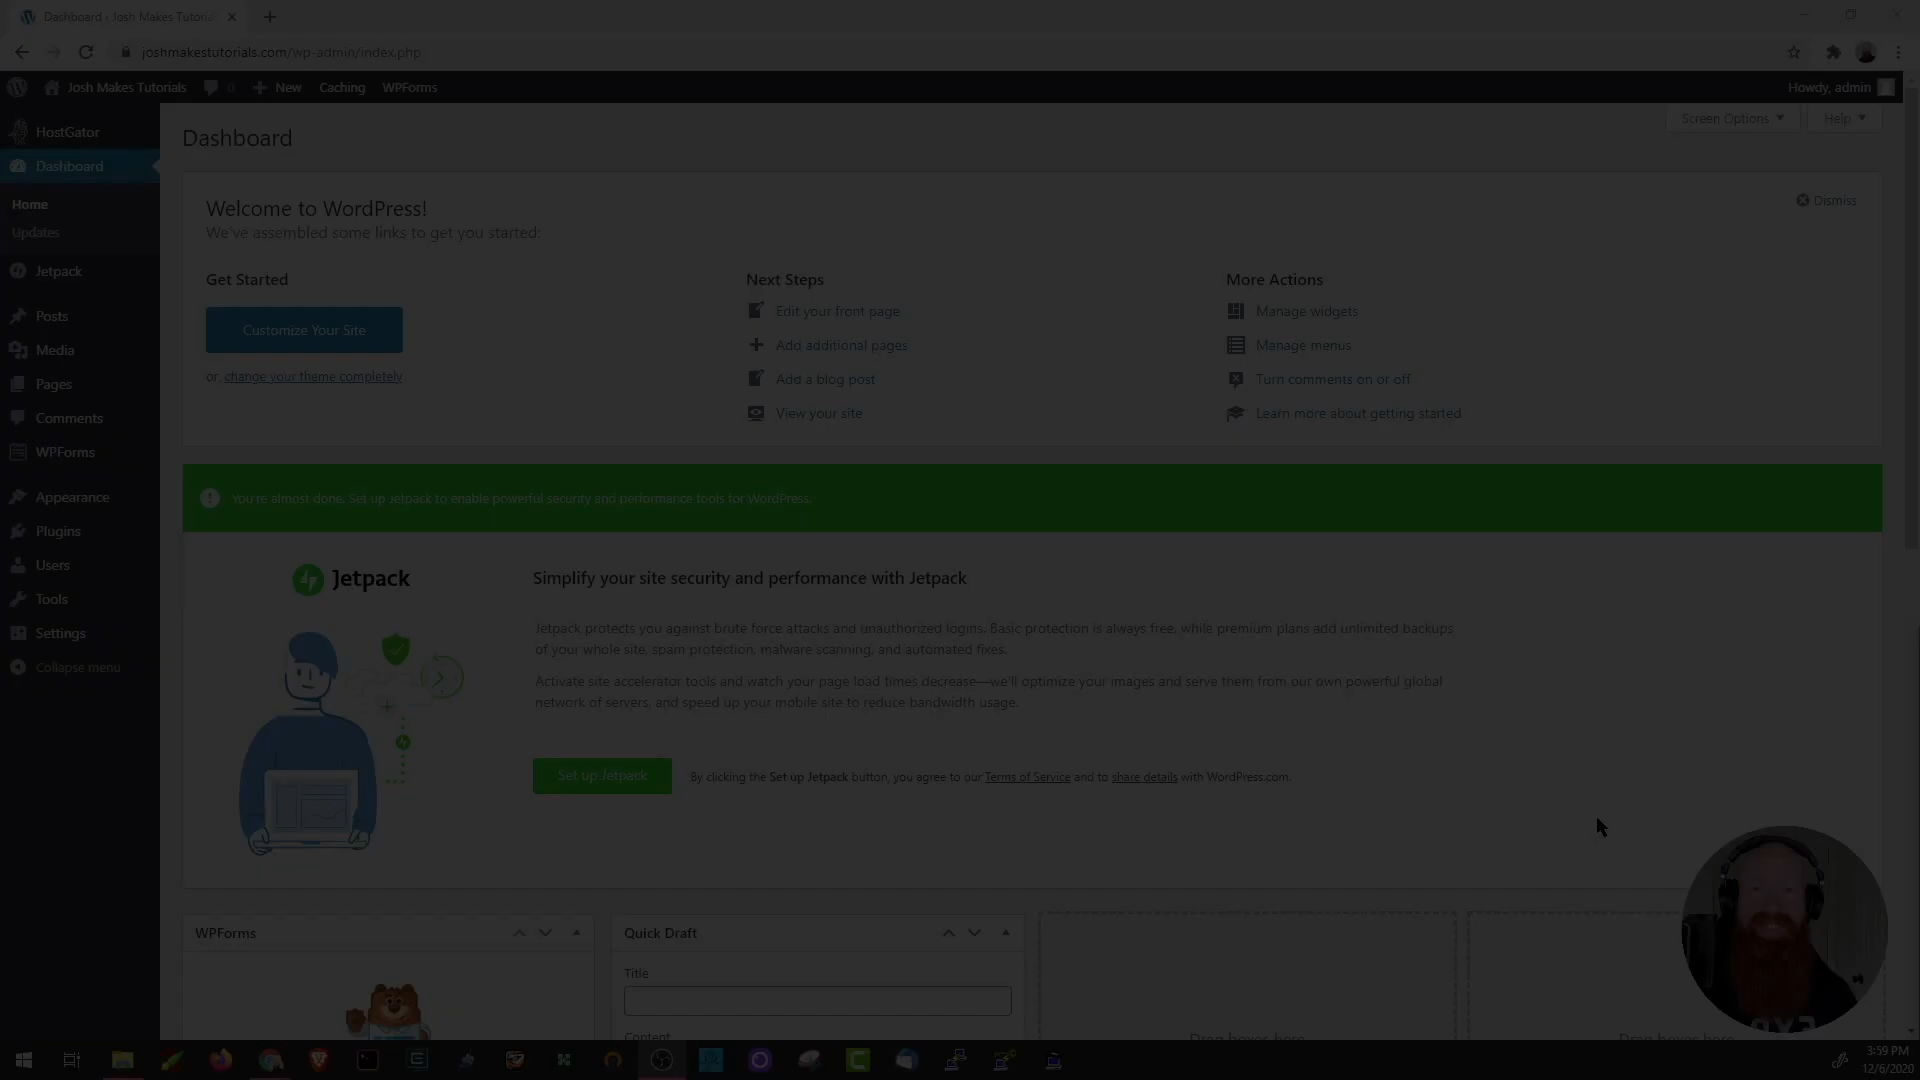 Dashboard ‹ Josh Makes Tutorial
joshmakestutorials.com/wp-admin/index.php
Josh Makes Tutorials
0
New
Caching
WPForms
Howdy, admin
HostGator
Dashboard
Home
Updates
Jetpack
Posts
Media
Pages
Comments
WPForms
Appearance
Plugins
Users
Tools
Settings
Collapse menu
Dashboard
Screen Options
Help
Welcome to WordPress!
We've assembled some links to get you started:
Dismiss
Get Started
Customize Your Site
or, change your theme completely
Next Steps
Edit your front page
Add additional pages
Add a blog post
View your site
More Actions
Manage widgets
Manage menus
Turn comments on or off
Learn more about getting started
You're almost done. Set up Jetpack to enable powerful security and performance tools for WordPress.
Jetpack
Simplify your site security and performance with Jetpack
Jetpack protects you against brute force attacks and unauthorized logins. Basic protection is always free, while premium plans add unlimited backups
of your whole site, spam protection, malware scanning, and automated fixes.
Activate site accelerator tools and watch your page load times decrease—we'll optimize your images and serve them from our own powerful global
network of servers, and speed up your mobile site to reduce bandwidth usage.
Set up Jetpack
By clicking the Set up Jetpack button, you agree to our Terms of Service and to share details with WordPress.com.
WPForms
Quick Draft
Title
Content
Drag boxes here
Drag boxes here
3:59 PM
12/6/2020